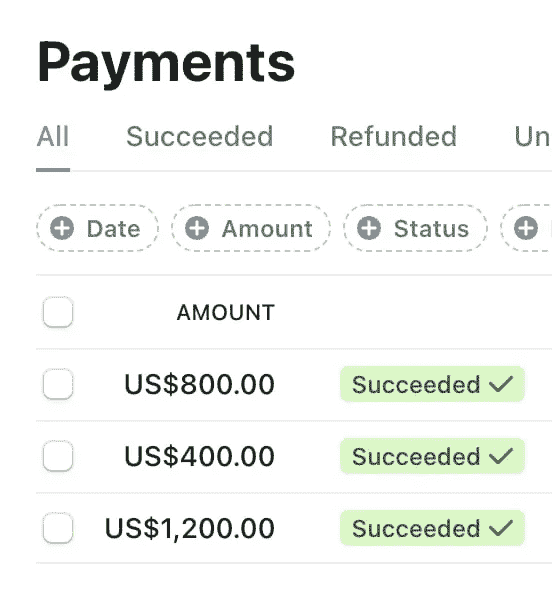 Payments
All Succeeded Refunded Un
Date Amount Status
AMOUNT
US$800.00 Succeeded
US$400.00 Succeeded
US$1,200.00 Succeeded